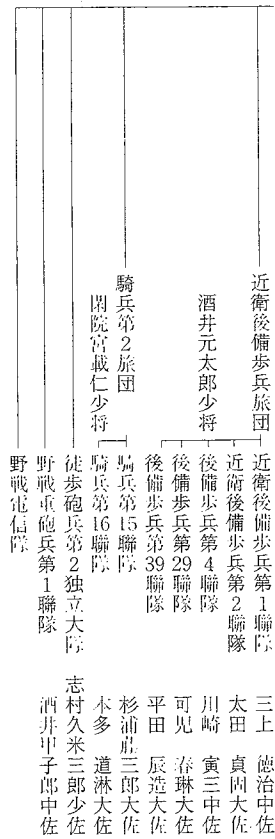 近衛後備歩兵旅団 近衛後備歩兵第1聯隊 三上 徳治中佐
近衛後備歩兵第2聯隊 太田 貞固大佐
酒井元太郎少将 後備歩兵第4聯隊 川崎 寅三中佐
後備歩兵第29聯隊 可児 春琳大佐
後備歩兵第39聯隊 平田 辰造大佐
騎兵第2旅団 騎兵第15聯隊 杉浦 三郎大佐
閑院宮載仁少将 騎兵第16聯隊 本多 道淋大佐
徒歩砲兵第2独立大隊 志村久米三郎少佐
野戦重砲兵第1聯隊 酒井甲子郎中佐
野戦電信隊